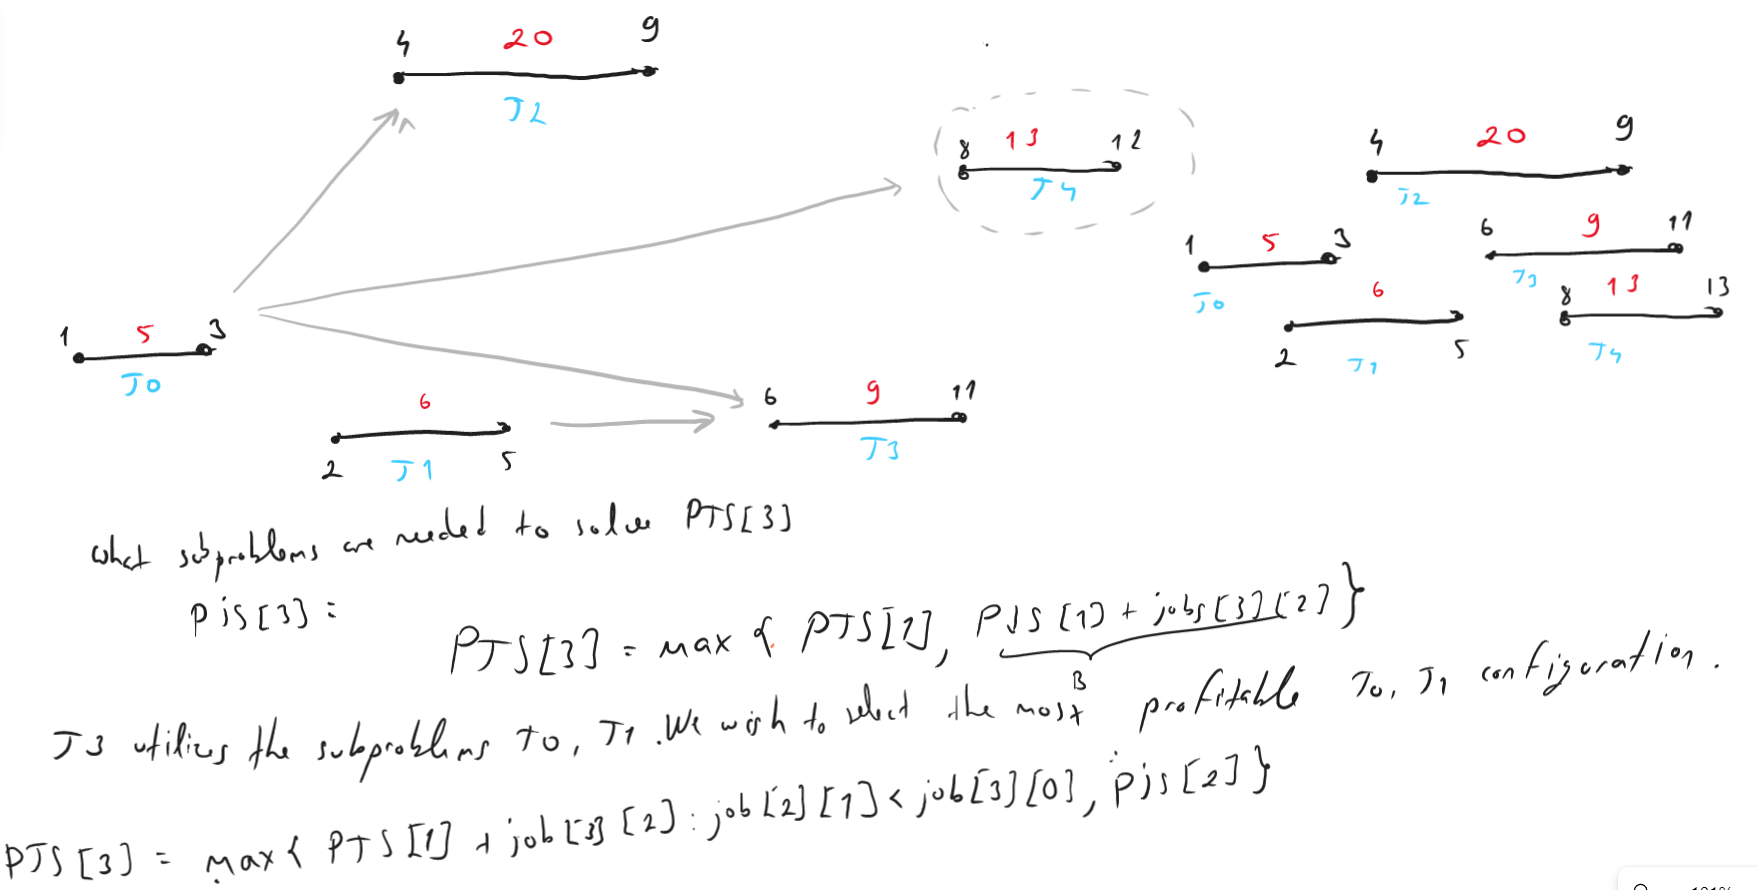 4 20 9
J2
8 13 12
J4
4 20 9
J2
1 5 3
J0
6 9 11
J3
6
2 5
J1
8 13 13
J4
1 5 3
J0
6
2 J1 5
6 9 11
J3
what subproblems are needed to solve PJS[3]
PjS[3] =
PJS[3] = max { PJS[2], PJS[1] + jobs[3][2] }
B
J3 utilizes the subproblems J0, J1. We wish to select the most profitable J0, J1 configuration.
PJS[3] = max { PJS[1] + job[3][2] : job[2][1] < job[3][0], Pjs[2] }